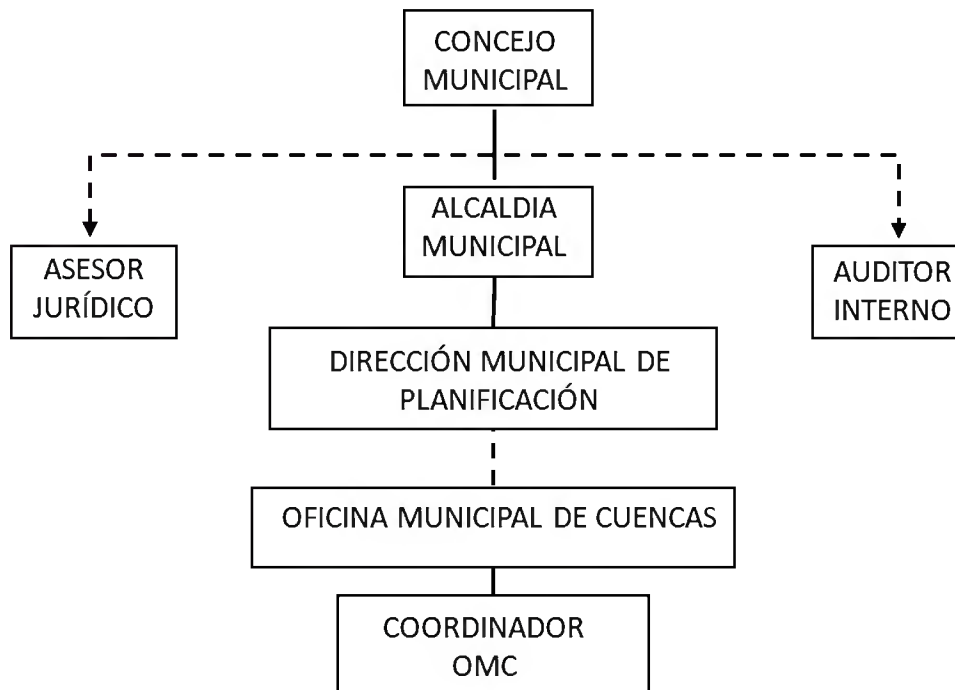 CONCEJO
MUNICIPAL
ALCALDIA
MUNICIPAL
ASESOR
JURÍDICO
AUDITOR
INTERNO
DIRECCIÓN MUNICIPAL DE
PLANIFICACIÓN
OFICINA MUNICIPAL DE CUENCAS
COORDINADOR
OMC